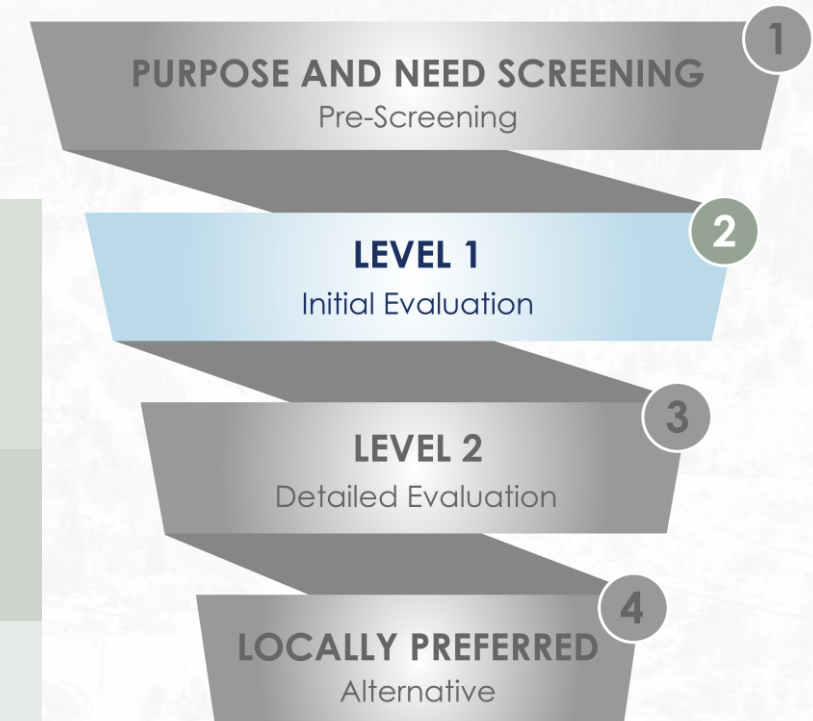 1
PURPOSE AND NEED SCREENING
Pre-Screening
2
LEVEL 1
Initial Evaluation
3
LEVEL 2
Detailed Evaluation
4
LOCALLY PREFERRED
Alternative